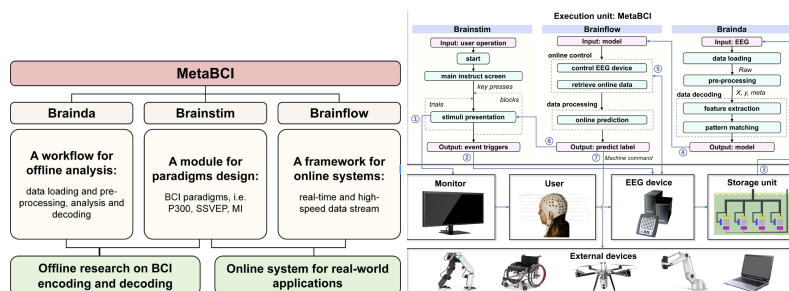 MetaBCI
Brainda
Brainstim
Brainflow
A workflow for
offline analysis:
data loading and pre-
processing, analysis and
decoding
A module for
paradigms design:
BCI paradigms, i.e.
P300, SSVEP, MI
A framework for
online systems:
real-time and high-
speed data stream
Offline research on BCI
encoding and decoding
Online system for real-world
applications
Execution unit: MetaBCI
Brainstim
Input: user operation
start
main instruct screen
key presses
trials
blocks
stimuli presentation
Output: event triggers
Brainflow
Input: model
online control
control EEG device
retrieve online data
data processing
online prediction
Output: predict label
Machine command
Brainda
Input: EEG
data loading
Raw
pre-processing
X, y, meta
data decoding
feature extraction
pattern matching
Output: model
①
②
③
④
⑤
⑥
⑦
Monitor
User
EEG device
Storage unit
External devices